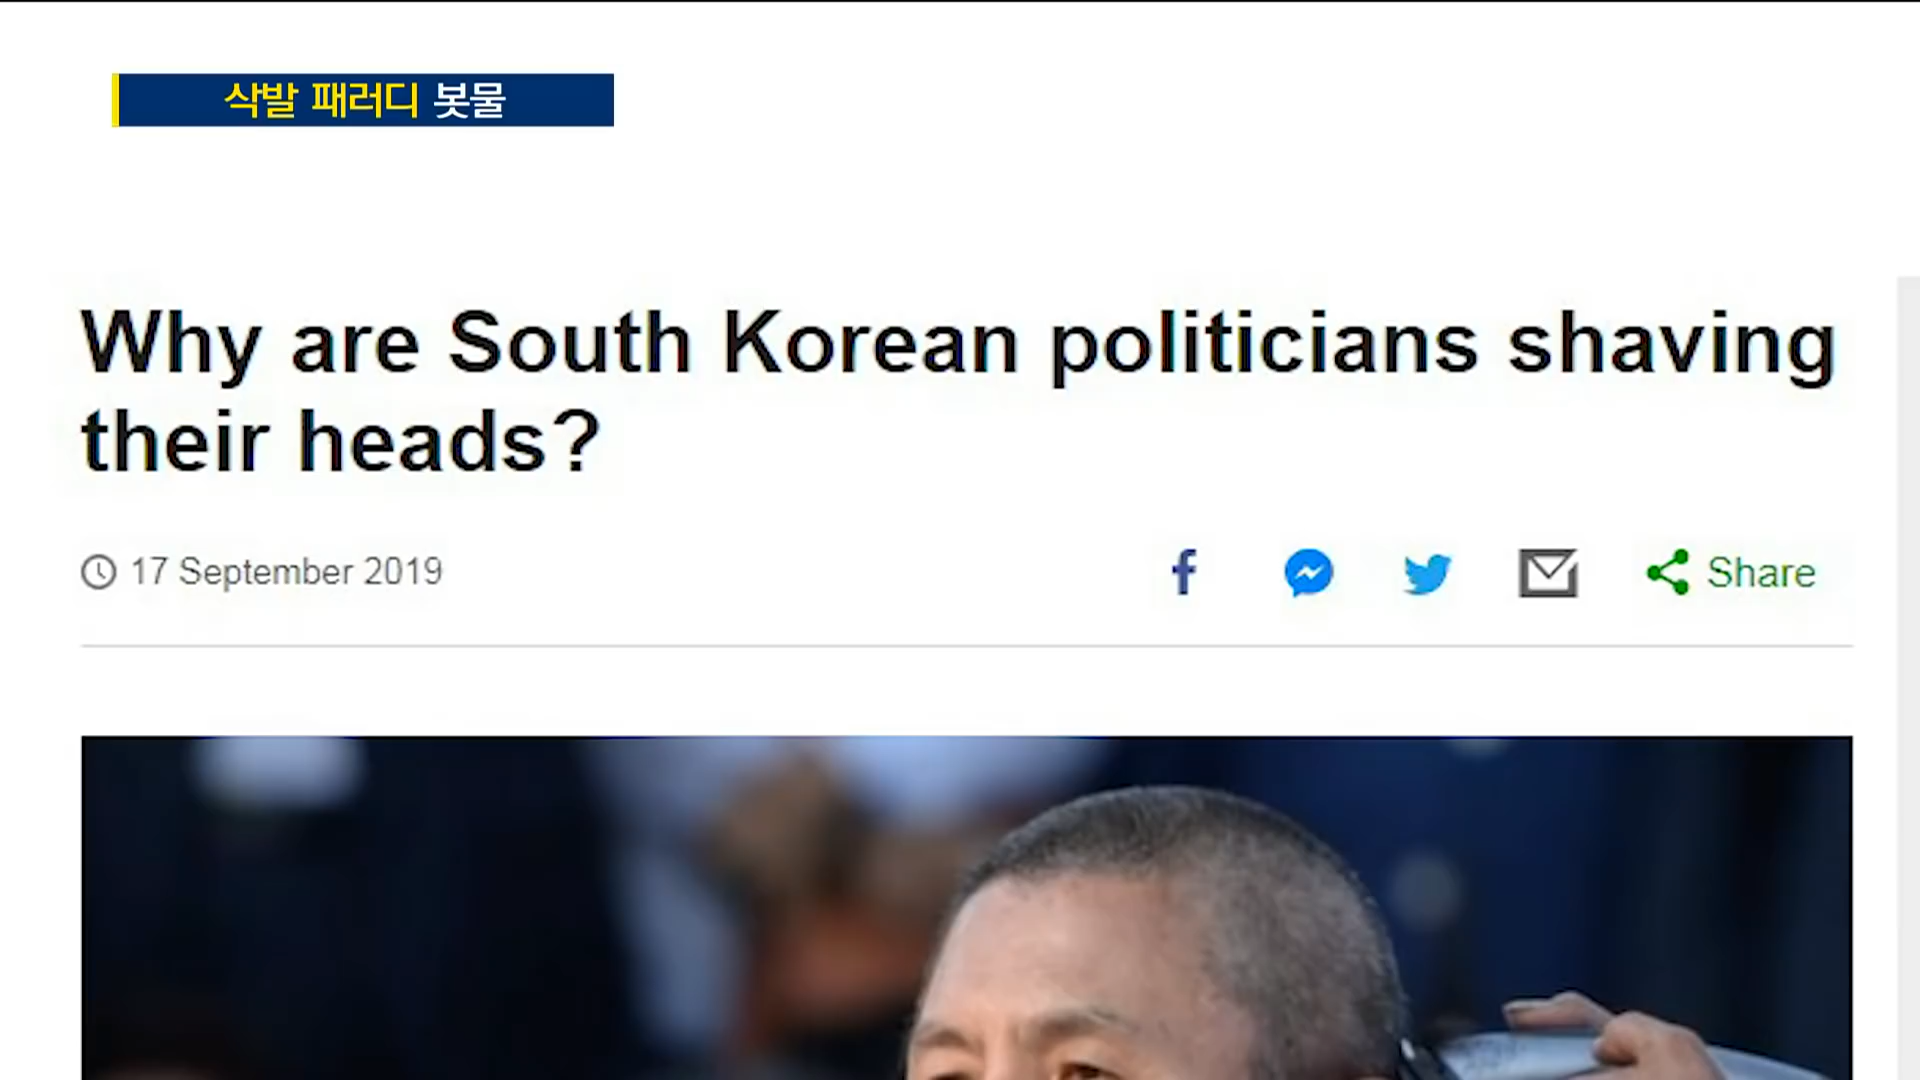 삭발 패러디 봇물
Why are South Korean politicians shaving
their heads?
17 September 2019
Share